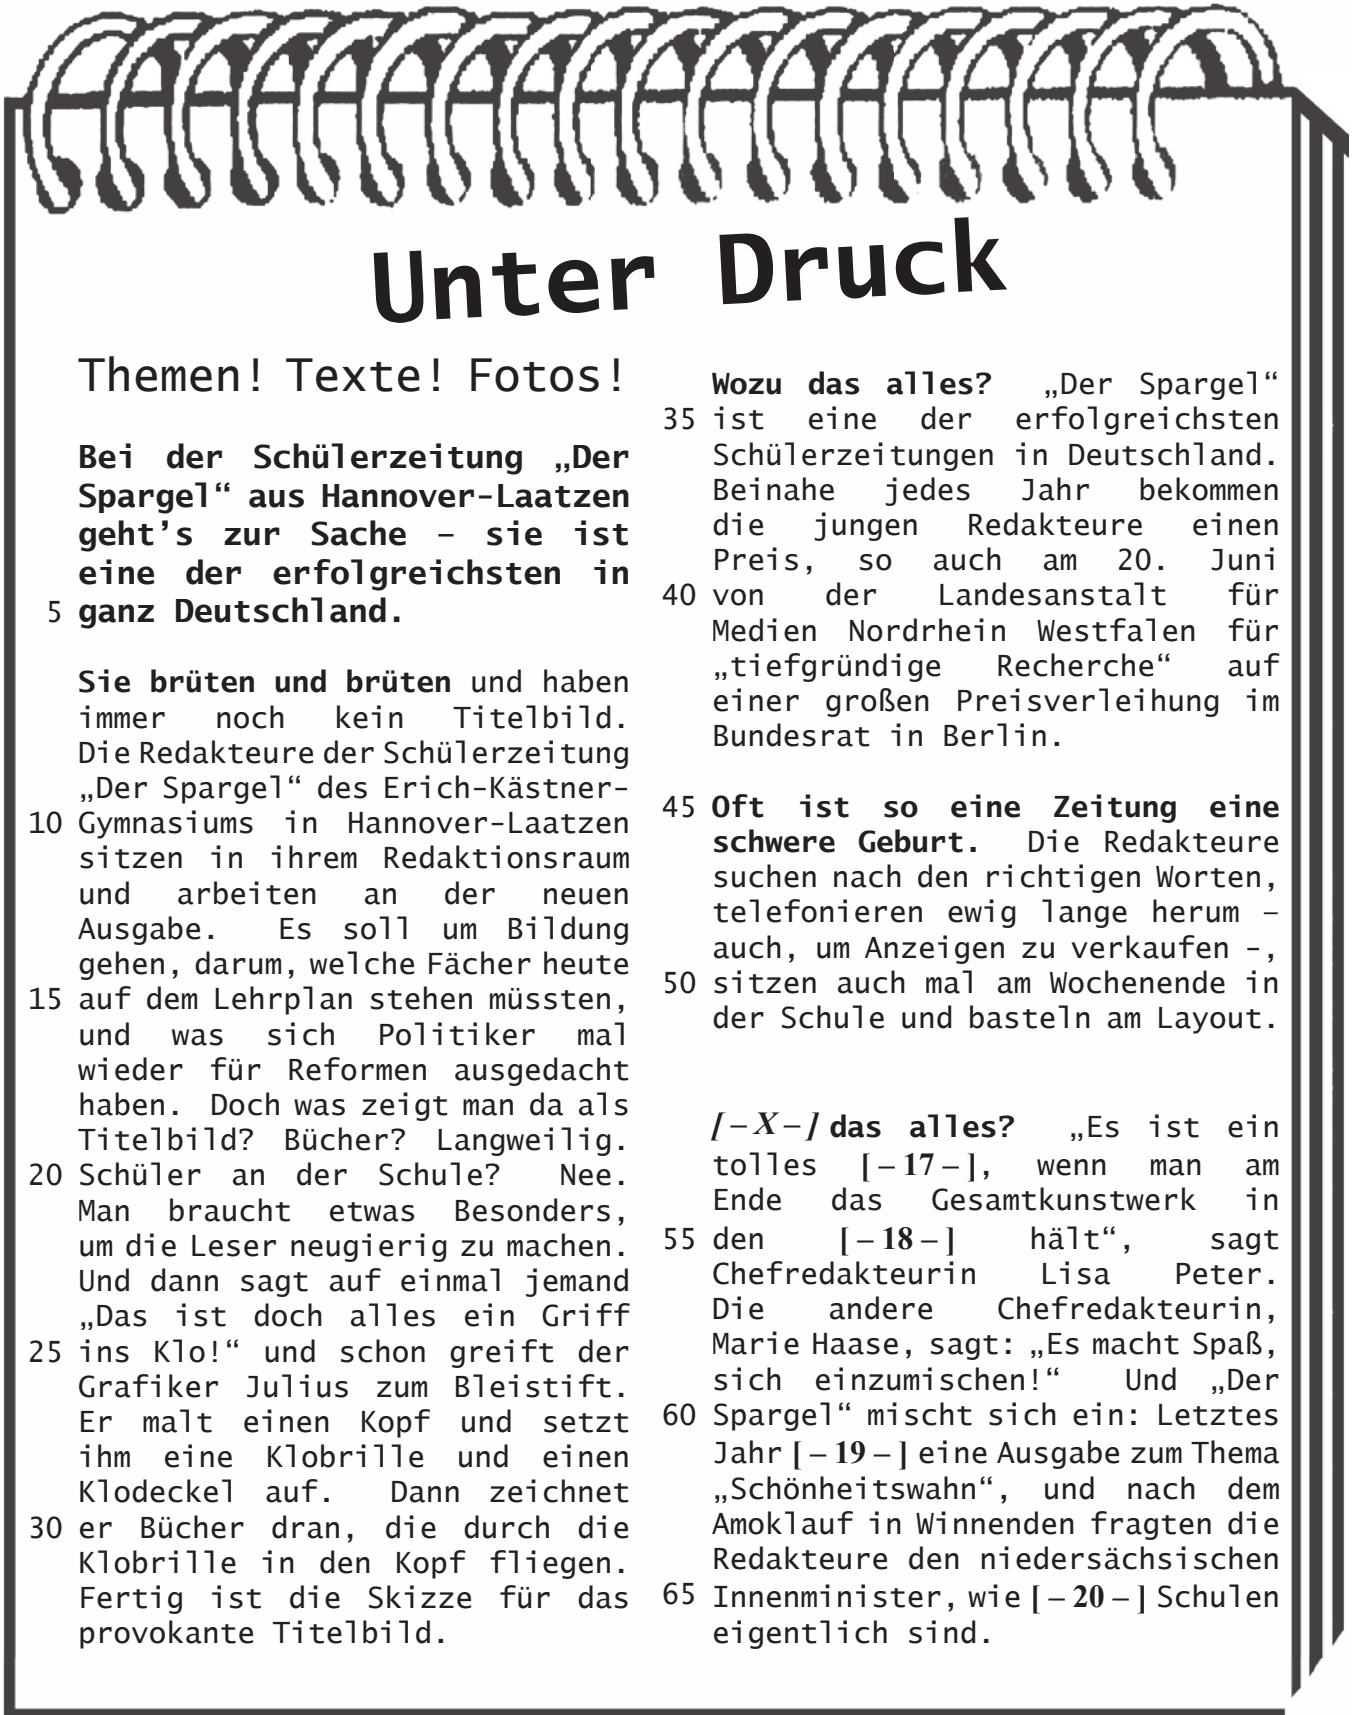 Unter Druck
Themen! Texte! Fotos!
Bei der Schülerzeitung „Der
Spargel“ aus Hannover-Laatzen
geht’s zur Sache – sie ist
eine der erfolgreichsten in
5 ganz Deutschland.
Sie brüten und brüten und haben
immer noch kein Titelbild.
Die Redakteure der Schülerzeitung
„Der Spargel“ des Erich-Kästner-
10 Gymnasiums in Hannover-Laatzen
sitzen in ihrem Redaktionsraum
und arbeiten an der neuen
Ausgabe. Es soll um Bildung
gehen, darum, welche Fächer heute
15 auf dem Lehrplan stehen müssten,
und was sich Politiker mal
wieder für Reformen ausgedacht
haben. Doch was zeigt man da als
Titelbild? Bücher? Langweilig.
20 Schüler an der Schule? Nee.
Man braucht etwas Besonders,
um die Leser neugierig zu machen.
Und dann sagt auf einmal jemand
„Das ist doch alles ein Griff
25 ins Klo!“ und schon greift der
Grafiker Julius zum Bleistift.
Er malt einen Kopf und setzt
ihm eine Klobrille und einen
Klodeckel auf. Dann zeichnet
30 er Bücher dran, die durch die
Klobrille in den Kopf fliegen.
Fertig ist die Skizze für das
provokante Titelbild.
Wozu das alles? „Der Spargel“
35 ist eine der erfolgreichsten
Schülerzeitungen in Deutschland.
Beinahe jedes Jahr bekommen
die jungen Redakteure einen
Preis, so auch am 20. Juni
40 von der Landesanstalt für
Medien Nordrhein Westfalen für
„tiefgründige Recherche“ auf
einer großen Preisverleihung im
Bundesrat in Berlin.
45 Oft ist so eine Zeitung eine
schwere Geburt. Die Redakteure
suchen nach den richtigen Worten,
telefonieren ewig lange herum –
auch, um Anzeigen zu verkaufen -,
50 sitzen auch mal am Wochenende in
der Schule und basteln am Layout.
[ – X – ] das alles? „Es ist ein
tolles [ – 17 – ], wenn man am
Ende das Gesamtkunstwerk in
55 den [ – 18 – ] hält“, sagt
Chefredakteurin Lisa Peter.
Die andere Chefredakteurin,
Marie Haase, sagt: „Es macht Spaß,
sich einzumischen!“ Und „Der
60 Spargel“ mischt sich ein: Letztes
Jahr [ – 19 – ] eine Ausgabe zum Thema
„Schönheitswahn“, und nach dem
Amoklauf in Winnenden fragten die
Redakteure den niedersächsischen
65 Innenminister, wie [ – 20 – ] Schulen
eigentlich sind.